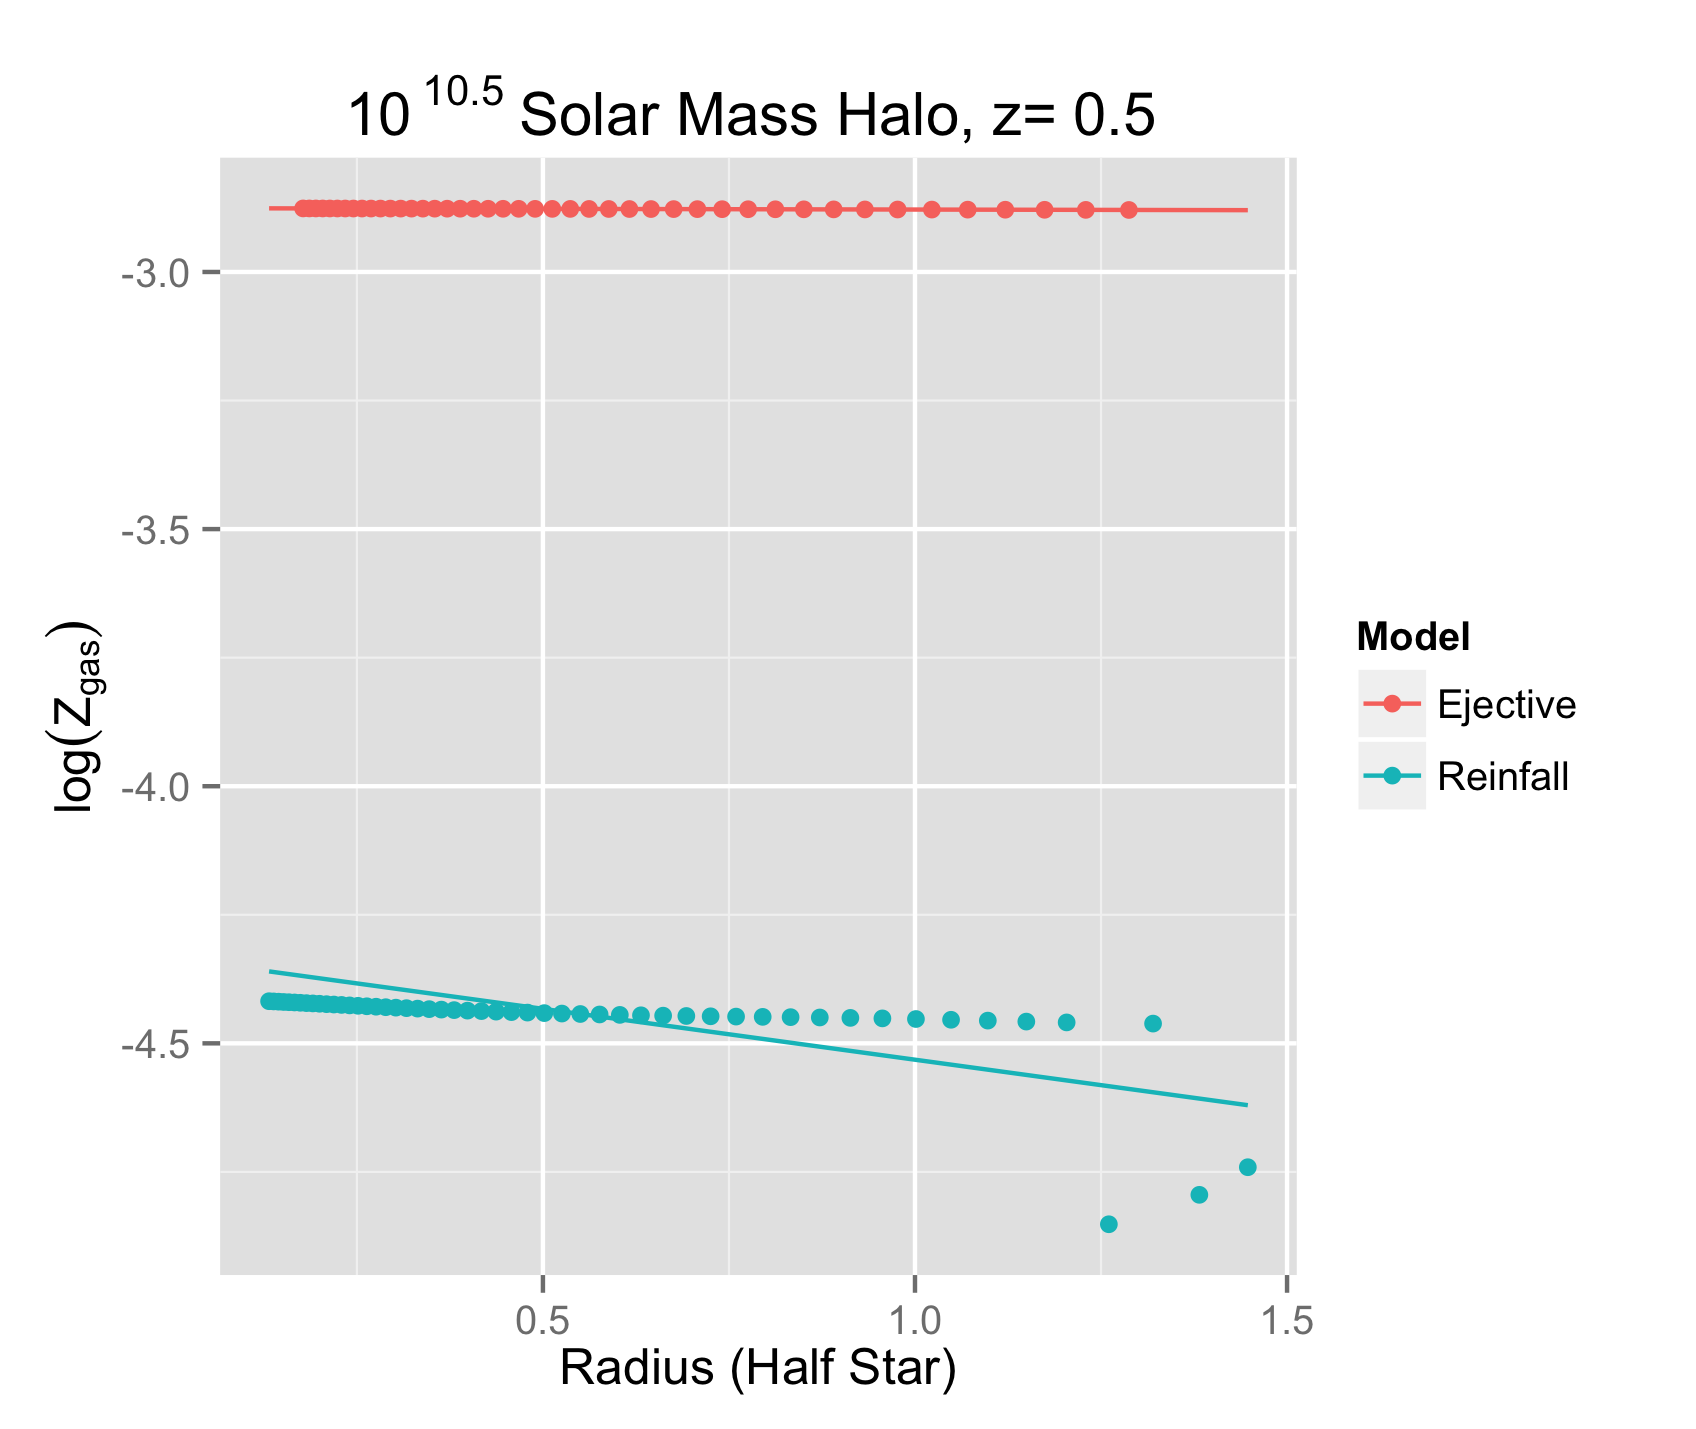 10^10.5 Solar Mass Halo, z= 0.5
log(Z_gas)
-3.0
-3.5
-4.0
-4.5
0.5 1.0 1.5
Radius (Half Star)
Model
Ejective
Reinfall